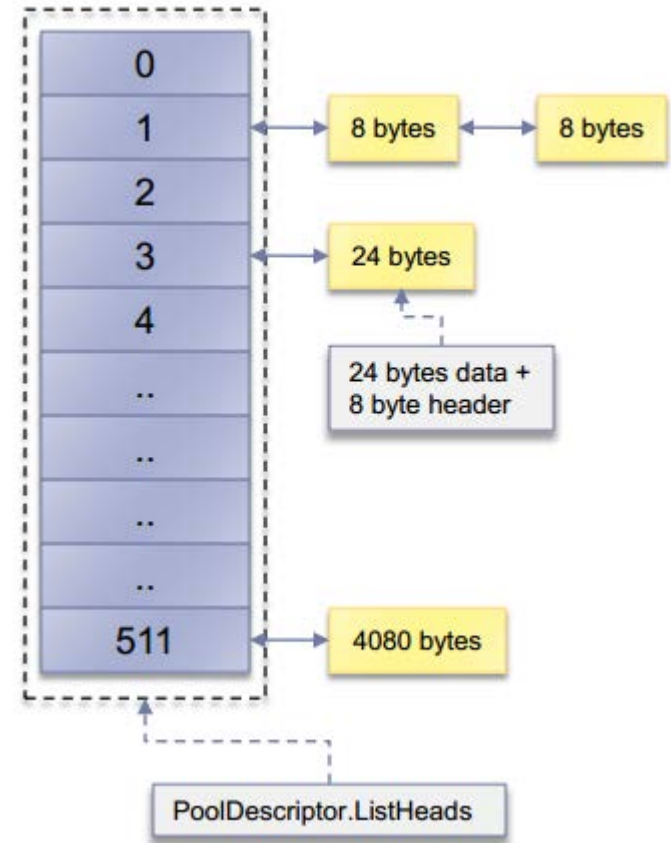 0
1
8 bytes
8 bytes
2
3
24 bytes
4
24 bytes data +
8 byte header
..
..
..
..
511
4080 bytes
PoolDescriptor.ListHeads